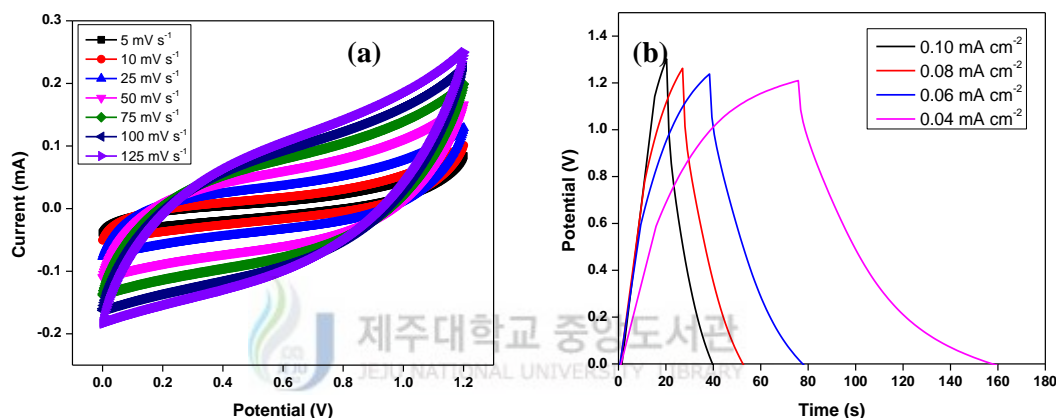 (a)
5 mV s⁻¹
10 mV s⁻¹
25 mV s⁻¹
50 mV s⁻¹
75 mV s⁻¹
100 mV s⁻¹
125 mV s⁻¹
0.3
0.2
0.1
0.0
-0.1
-0.2
Current (mA)
0.0 0.2 0.4 0.6 0.8 1.0 1.2
Potential (V)
(b)
0.10 mA cm⁻²
0.08 mA cm⁻²
0.06 mA cm⁻²
0.04 mA cm⁻²
1.4
1.2
1.0
0.8
0.6
0.4
0.2
0.0
Potential (V)
0 20 40 60 80 100 120 140 160 180
Time (s)
제주대학교 중앙도서관
JEJU NATIONAL UNIVERSITY LIBRARY